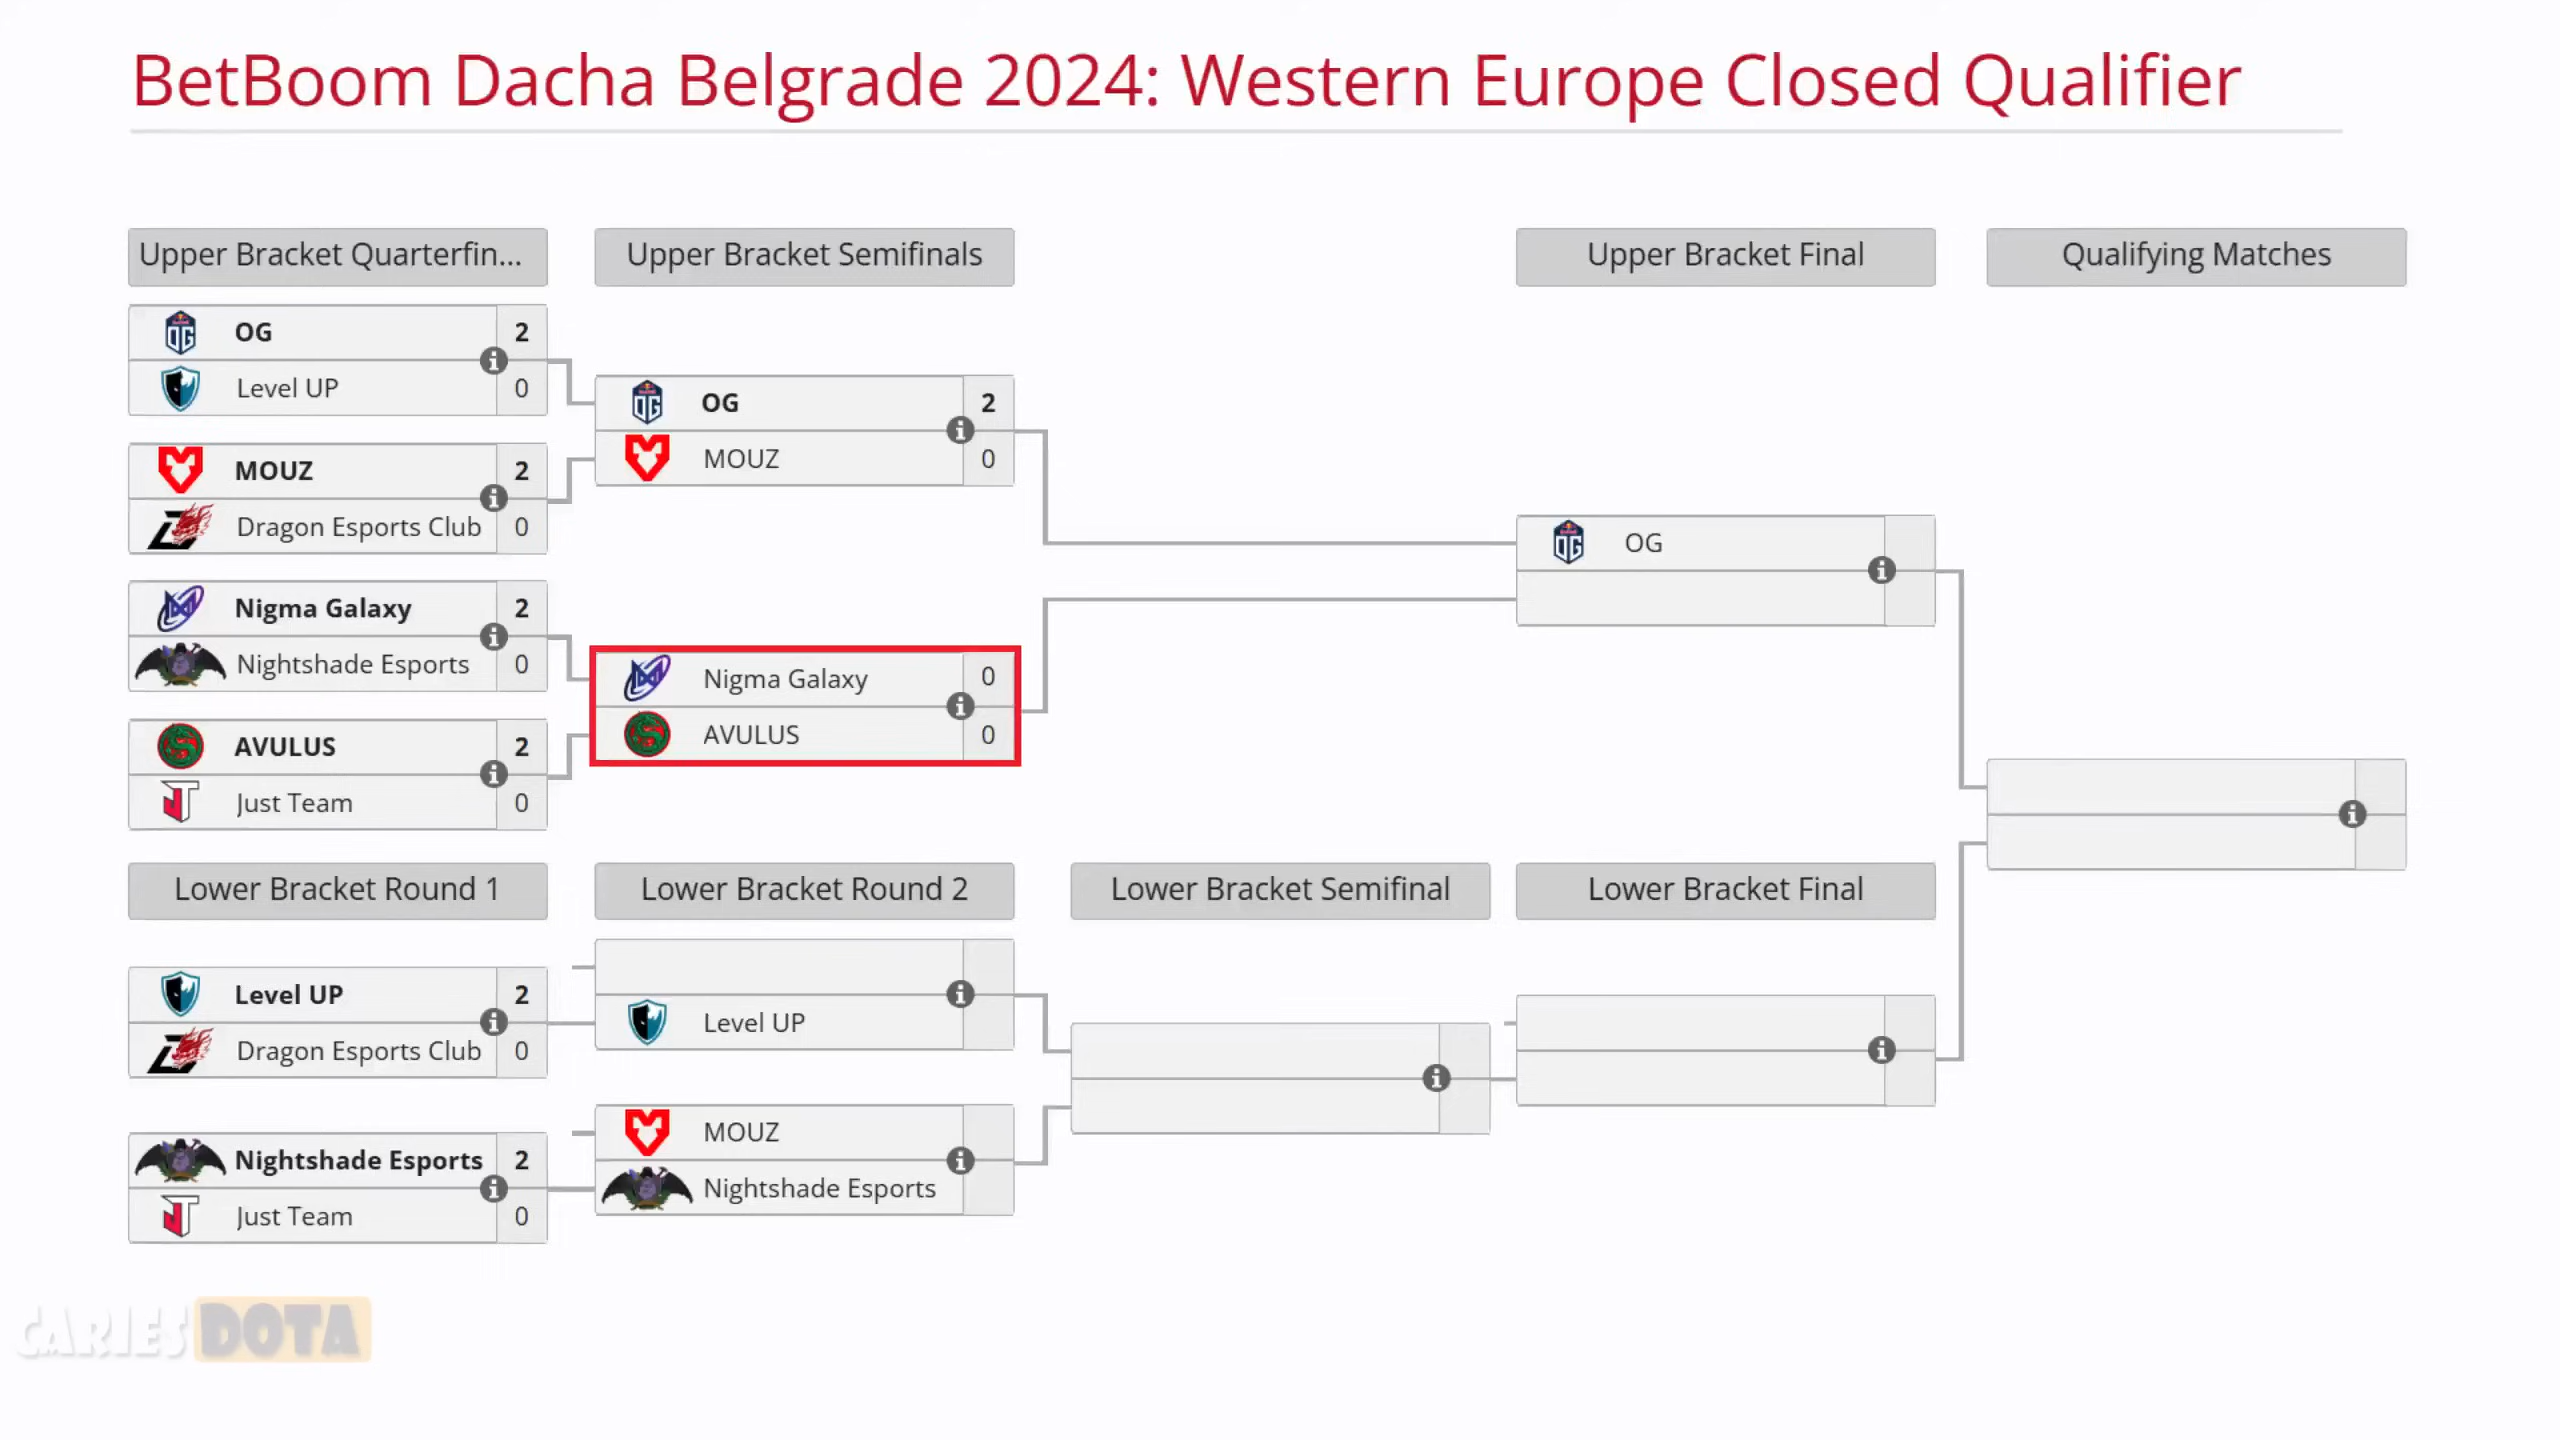 BetBoom Dacha Belgrade 2024: Western Europe Closed Qualifier
Upper Bracket Quarterfin...
Upper Bracket Semifinals
Upper Bracket Final
Qualifying Matches
OG 2
Level UP 0
MOUZ 2
Dragon Esports Club 0
Nigma Galaxy 2
Nightshade Esports 0
AVULUS 2
Just Team 0
OG 2
MOUZ 0
Nigma Galaxy 0
AVULUS 0
OG
Lower Bracket Round 1
Lower Bracket Round 2
Lower Bracket Semifinal
Lower Bracket Final
Level UP 2
Dragon Esports Club 0
Nightshade Esports 2
Just Team 0
Level UP
MOUZ
Nightshade Esports
CARIES DOTA